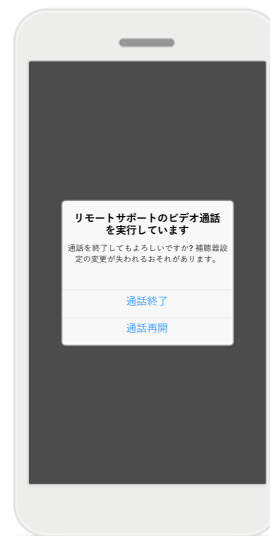 リモートサポートのビデオ通話
を実行しています
通話を終了してもよろしいですか? 補聴器設
定の変更が失われるおそれがあります。
通話終了
通話再開